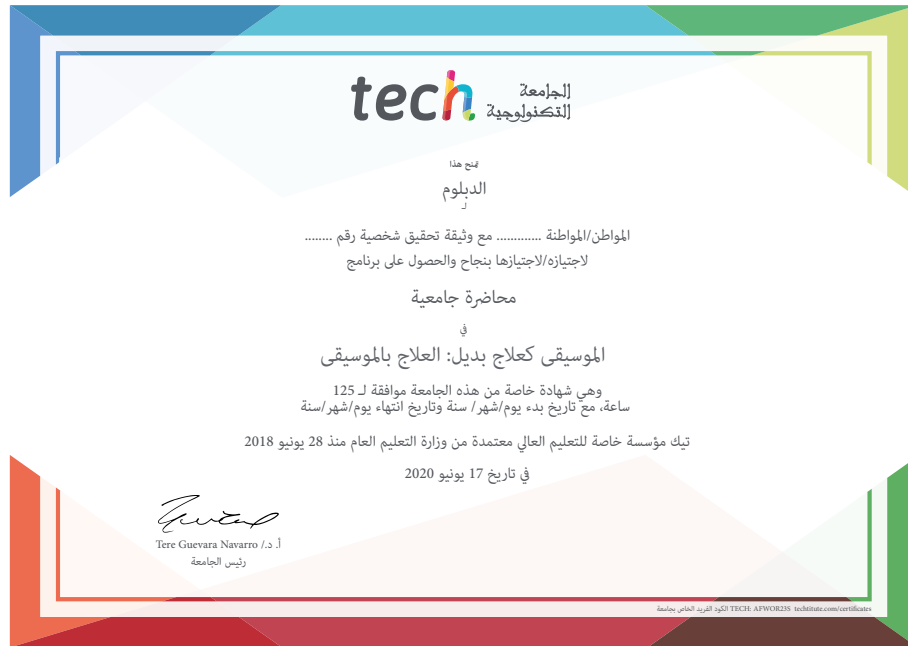 tech الجامعة
التكنولوجية
تمنح هذا
الدبلوم
لـ
المواطن/المواطنة ............. مع وثيقة تحقيق شخصية رقم ........
لاجتيازه/لاجتيازها بنجاح والحصول على برنامج
محاضرة جامعية
في
الموسيقى كعلاج بديل: العلاج بالموسيقى
وهي شهادة خاصة من هذه الجامعة موافقة لـ 125
ساعة، مع تاريخ بدء يوم/شهر/ سنة وتاريخ انتهاء يوم/شهر/سنة
تيك مؤسسة خاصة للتعليم العالي معتمدة من وزارة التعليم العام منذ 28 يونيو 2018
في تاريخ 17 يونيو 2020
أ. د./ Tere Guevara Navarro
رئيس الجامعة
الكود الفريد الخاص بجامعة TECH: AFWOR23S techtitute.com/certificates